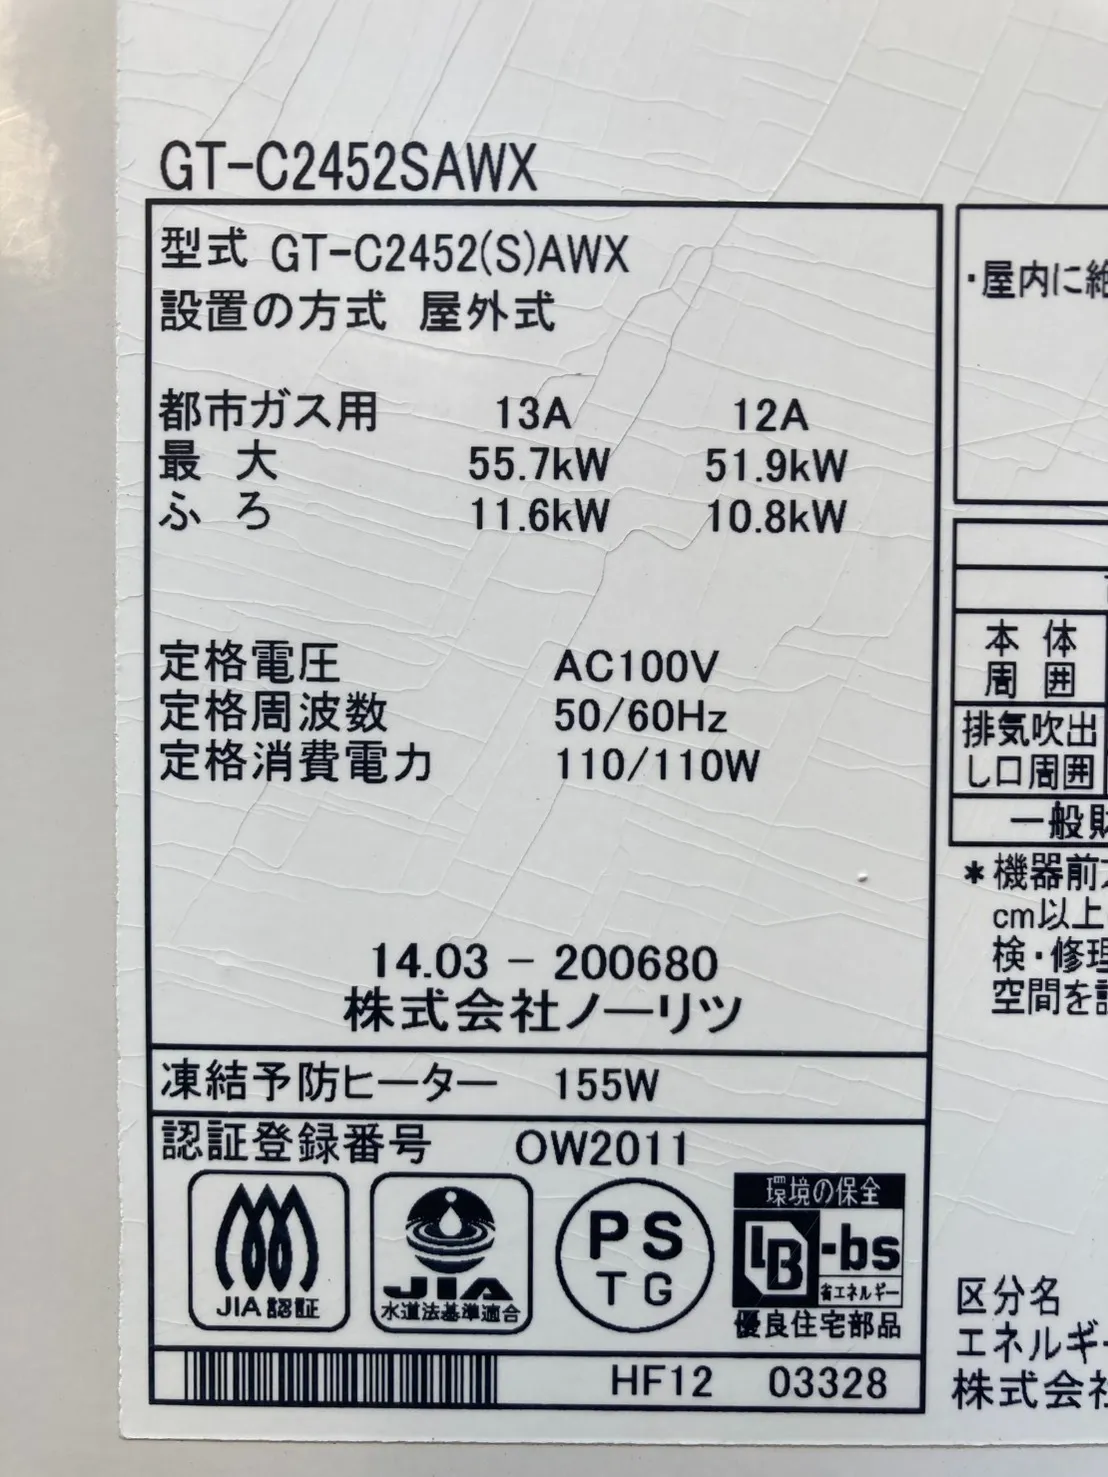 GT-C2452SAWX
型式 GT-C2452(S)AWX
設置の方式 屋外式
都市ガス用 13A 12A
最 大 55.7kW 51.9kW
ふ ろ 11.6kW 10.8kW
定格電圧 AC100V
定格周波数 50/60Hz
定格消費電力 110/110W
14.03 - 200680
株式会社ノーリツ
凍結予防ヒーター 155W
認証登録番号 OW2011
JIA 認証
JIA
水道法基準適合
PS
TG
環境の保全
LB-bs
省エネルギー
優良住宅部品
HF12 03328
・屋内に絶
本 体
周 囲
排気吹出
し口周囲
一般財
*機器前方
cm以上
検・修理
空間を設
区分名
エネルギー
株式会社